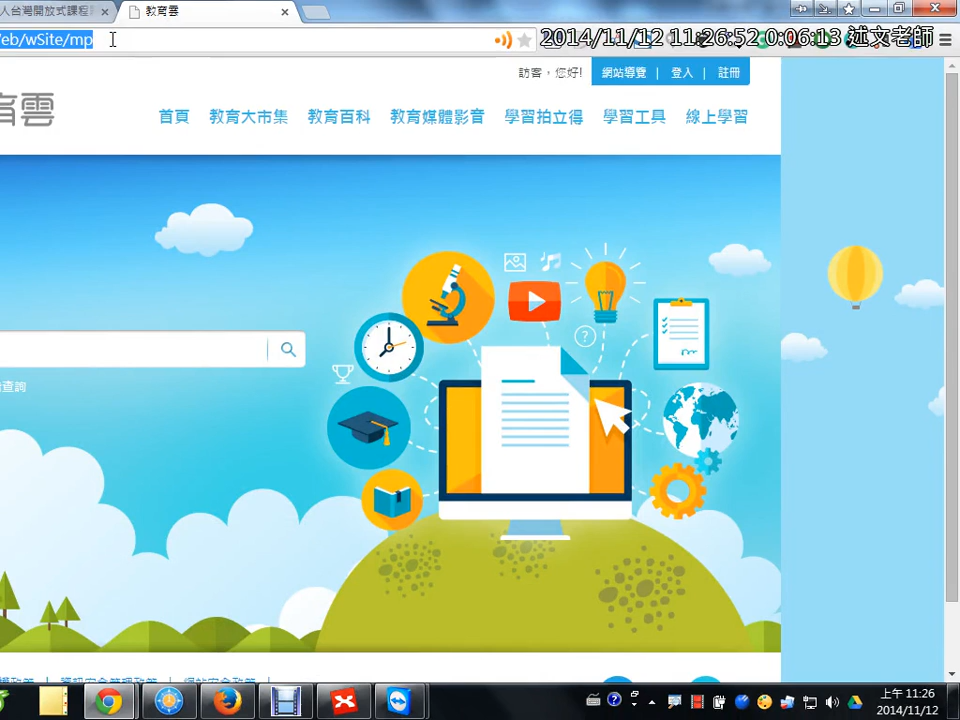 人台灣開放式課程
教育雲
eb/wSite/mp
2014/11/12 11:26:52 0:06:13 述文老師
訪客，您好! 網站導覽 | 登入 | 註冊
育雲
首頁 教育大市集 教育百科 教育媒體影音 學習拍立得 學習工具 線上學習
查詢
上午 11:26
2014/11/12